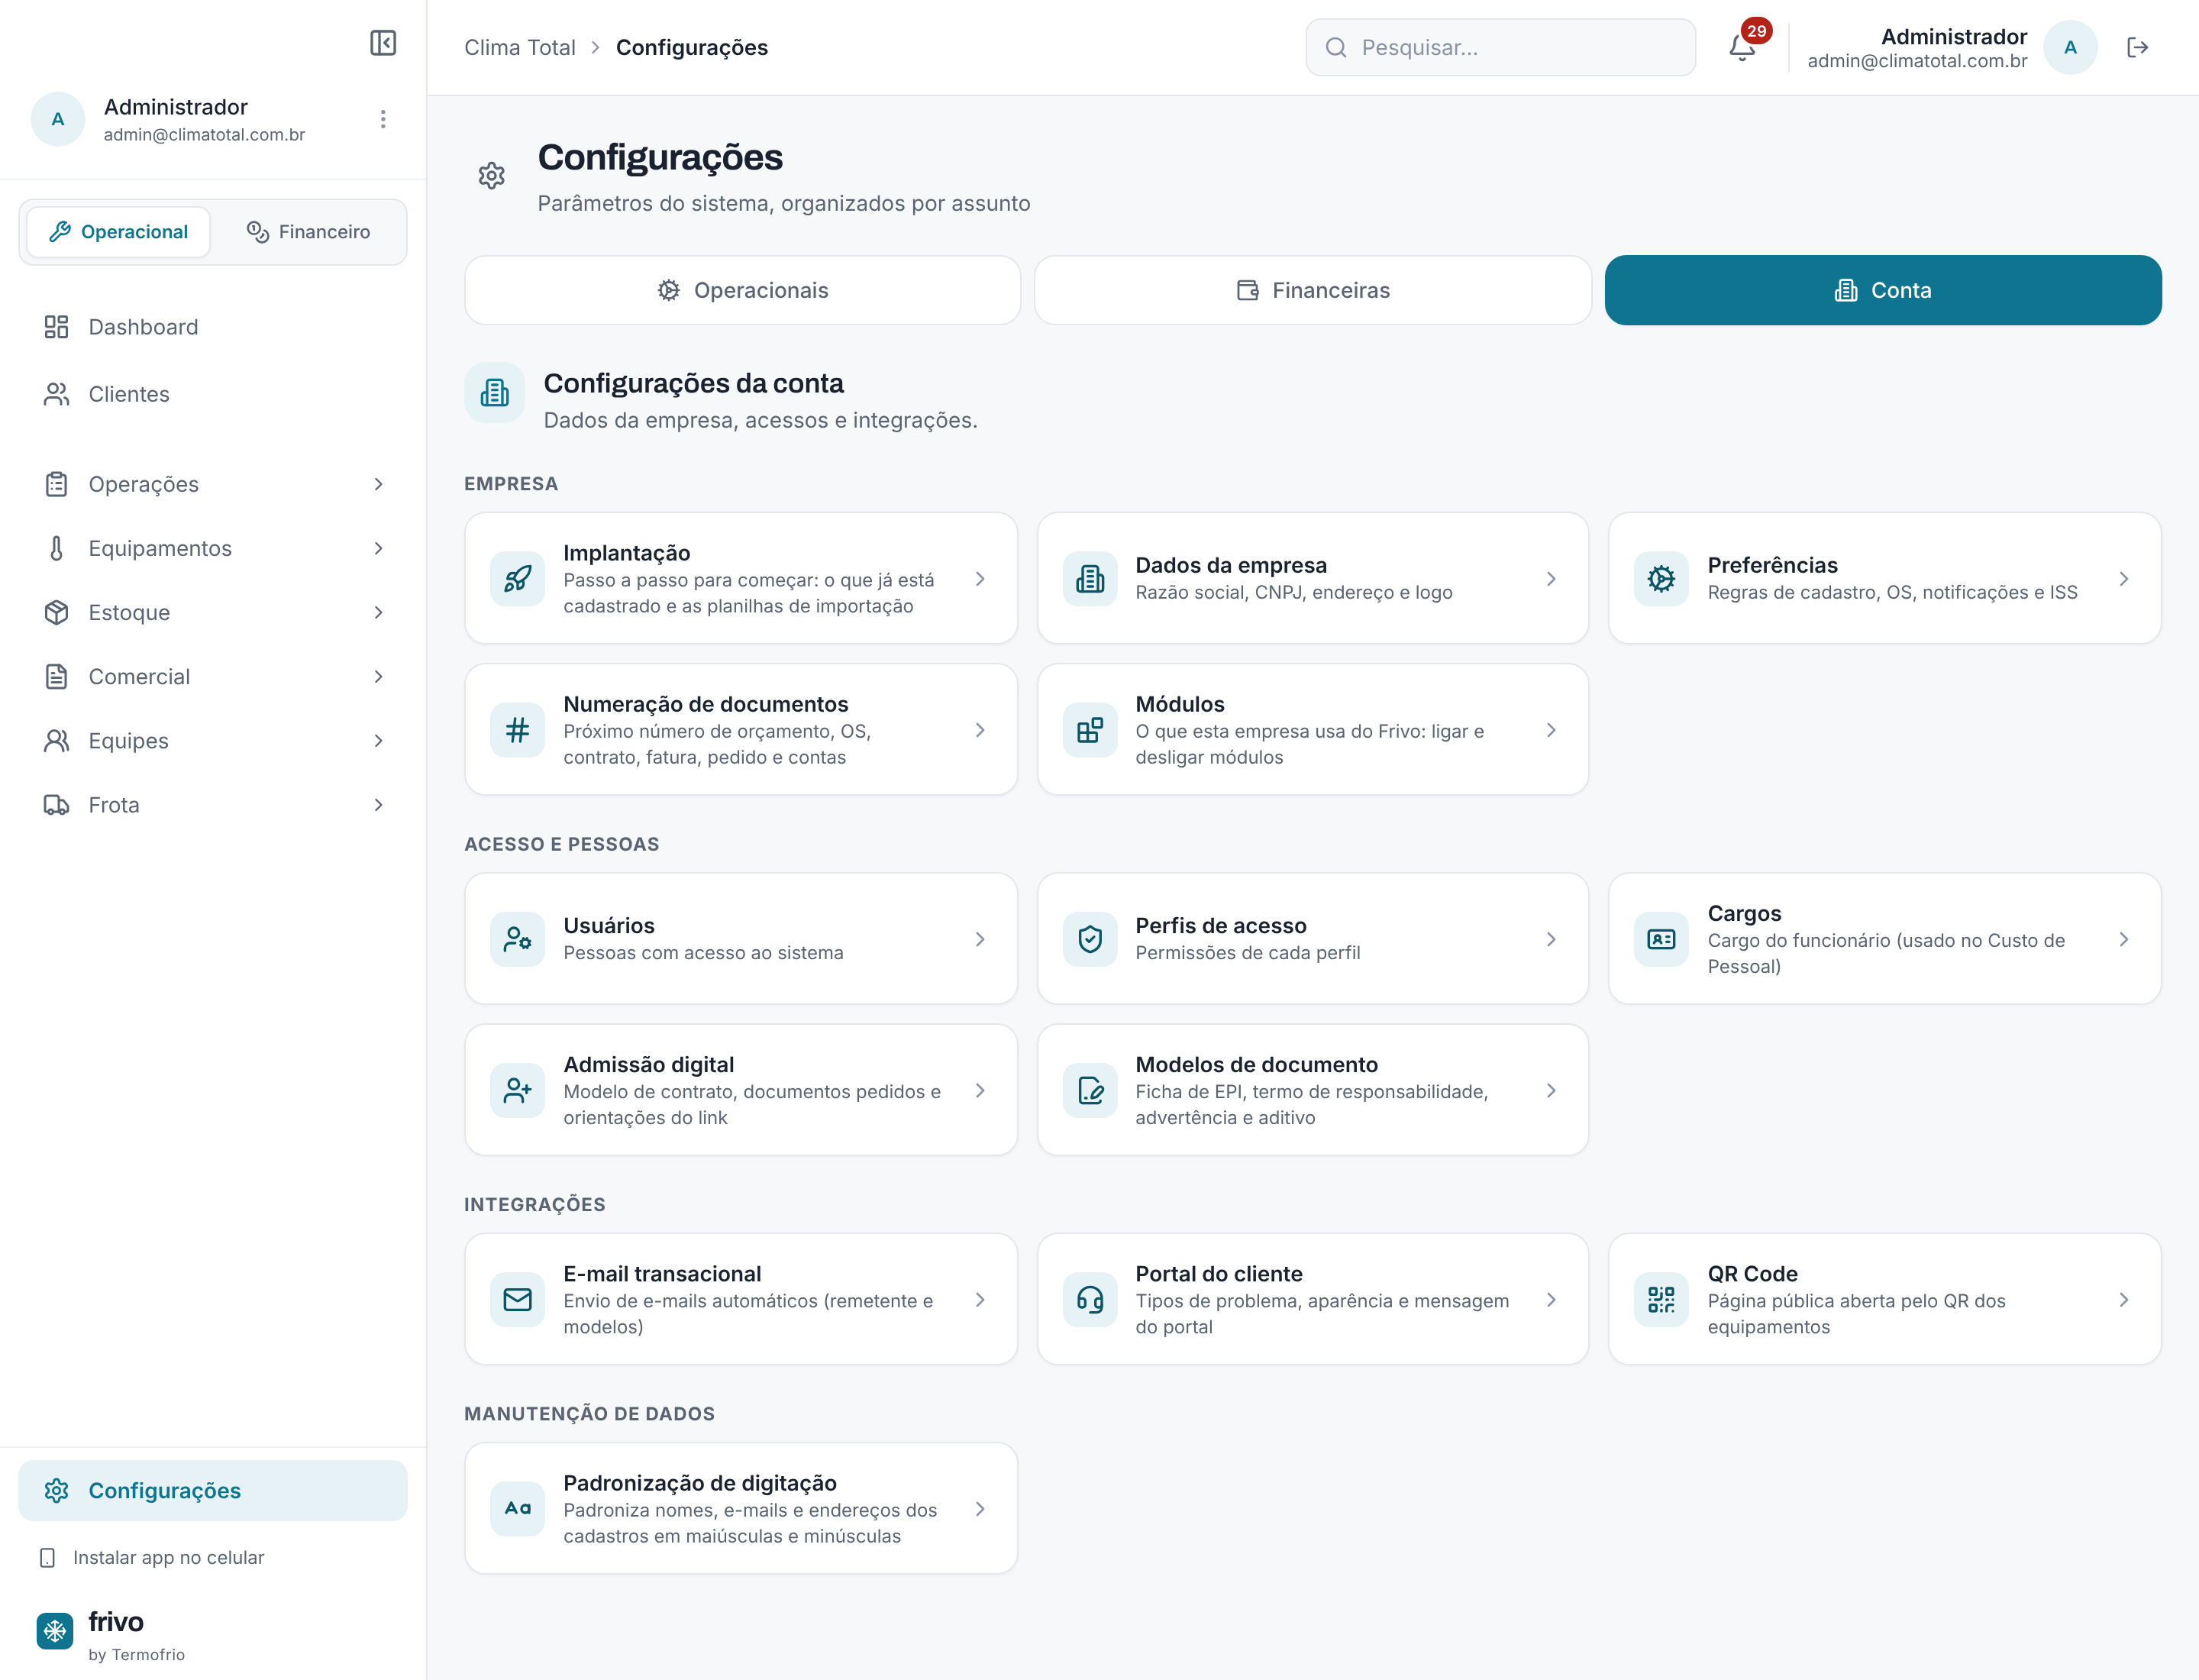 Administrador
admin@climatotal.com.br
Operacional
Financeiro
Dashboard
Clientes
Operações
Equipamentos
Estoque
Comercial
Equipes
Frota
Configurações
Instalar app no celular
frivo
by Termofrio
Clima Total > Configurações
Pesquisar...
29
Administrador
admin@climatotal.com.br
A
A
Configurações
Parâmetros do sistema, organizados por assunto
Operacionais
Financeiras
Conta
Configurações da conta
Dados da empresa, acessos e integrações.
EMPRESA
Implantação
Passo a passo para começar: o que já está
cadastrado e as planilhas de importação
Dados da empresa
Razão social, CNPJ, endereço e logo
Preferências
Regras de cadastro, OS, notificações e ISS
Numeração de documentos
Próximo número de orçamento, OS,
contrato, fatura, pedido e contas
Módulos
O que esta empresa usa do Frivo: ligar e
desligar módulos
ACESSO E PESSOAS
Usuários
Pessoas com acesso ao sistema
Perfis de acesso
Permissões de cada perfil
Cargos
Cargo do funcionário (usado no Custo de
Pessoal)
Admissão digital
Modelo de contrato, documentos pedidos e
orientações do link
Modelos de documento
Ficha de EPI, termo de responsabilidade,
advertência e aditivo
INTEGRAÇÕES
E-mail transacional
Envio de e-mails automáticos (remetente e
modelos)
Portal do cliente
Tipos de problema, aparência e mensagem
do portal
QR Code
Página pública aberta pelo QR dos
equipamentos
MANUTENÇÃO DE DADOS
Aa
Padronização de digitação
Padroniza nomes, e-mails e endereços dos
cadastros em maiúsculas e minúsculas